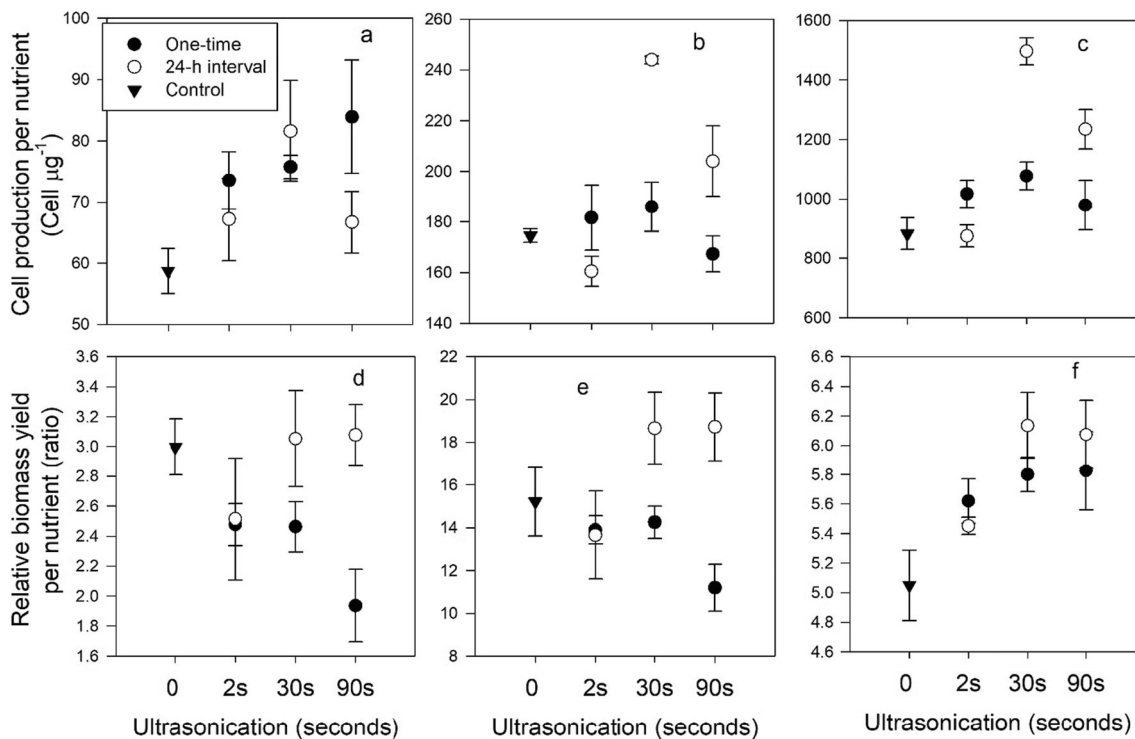 Cell production per nutrient
(Cell µg⁻¹)
100
90
80
70
60
50
One-time
24-h interval
Control
a
260
240
220
200
180
160
140
b
1600
1400
1200
1000
800
600
c
Relative biomass yield
per nutrient (ratio)
3.6
3.4
3.2
3.0
2.8
2.6
2.4
2.2
2.0
1.8
1.6
d
22
20
18
16
14
12
10
8
e
6.6
6.4
6.2
6.0
5.8
5.6
5.4
5.2
5.0
4.8
4.6
f
0 2s 30s 90s
0 2s 30s 90s
0 2s 30s 90s
Ultrasonication (seconds)
Ultrasonication (seconds)
Ultrasonication (seconds)